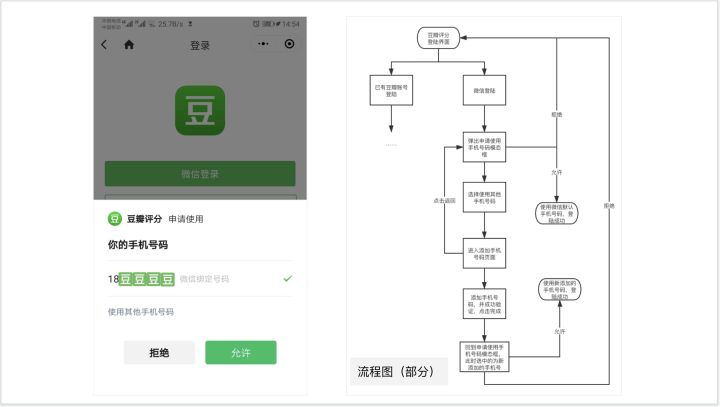 中国电信
中国移动
25.7B/s
14:54
登录
豆
微信登录
豆瓣评分 申请使用
你的手机号码
18豆豆豆豆 微信绑定号码
使用其他手机号码
拒绝
允许
豆瓣评分
登陆界面
已有豆瓣账号
登陆
……
微信登陆
弹出申请使用
手机号码模态
框
拒绝
允许
使用微信默认
手机号码,登
陆成功
选择使用其他
手机号码
点击返回
拒绝
进入添加手机
号码页面
使用新添加的
手机号码,登
陆成功
添加手机号
码,并成功验
证,点击完成
允许
回到申请使用手
机号码模态框,
此时选中的为新
添加的手机号
流程图（部分）